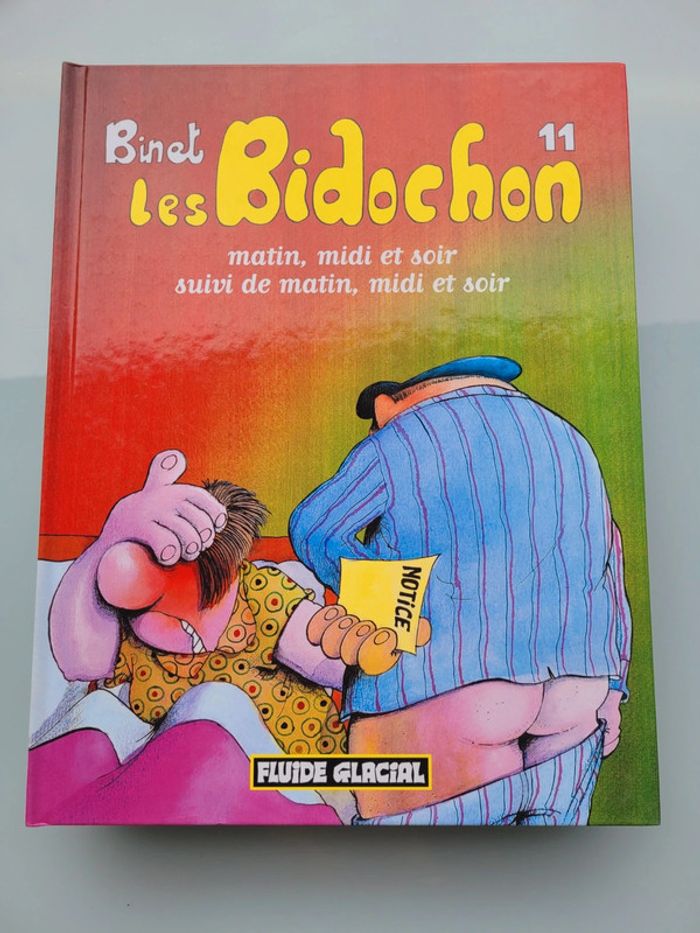 Binet
11
Les Bidochon
matin, midi et soir
suivi de matin, midi et soir
NOTICE
FLUIDE GLACIAL